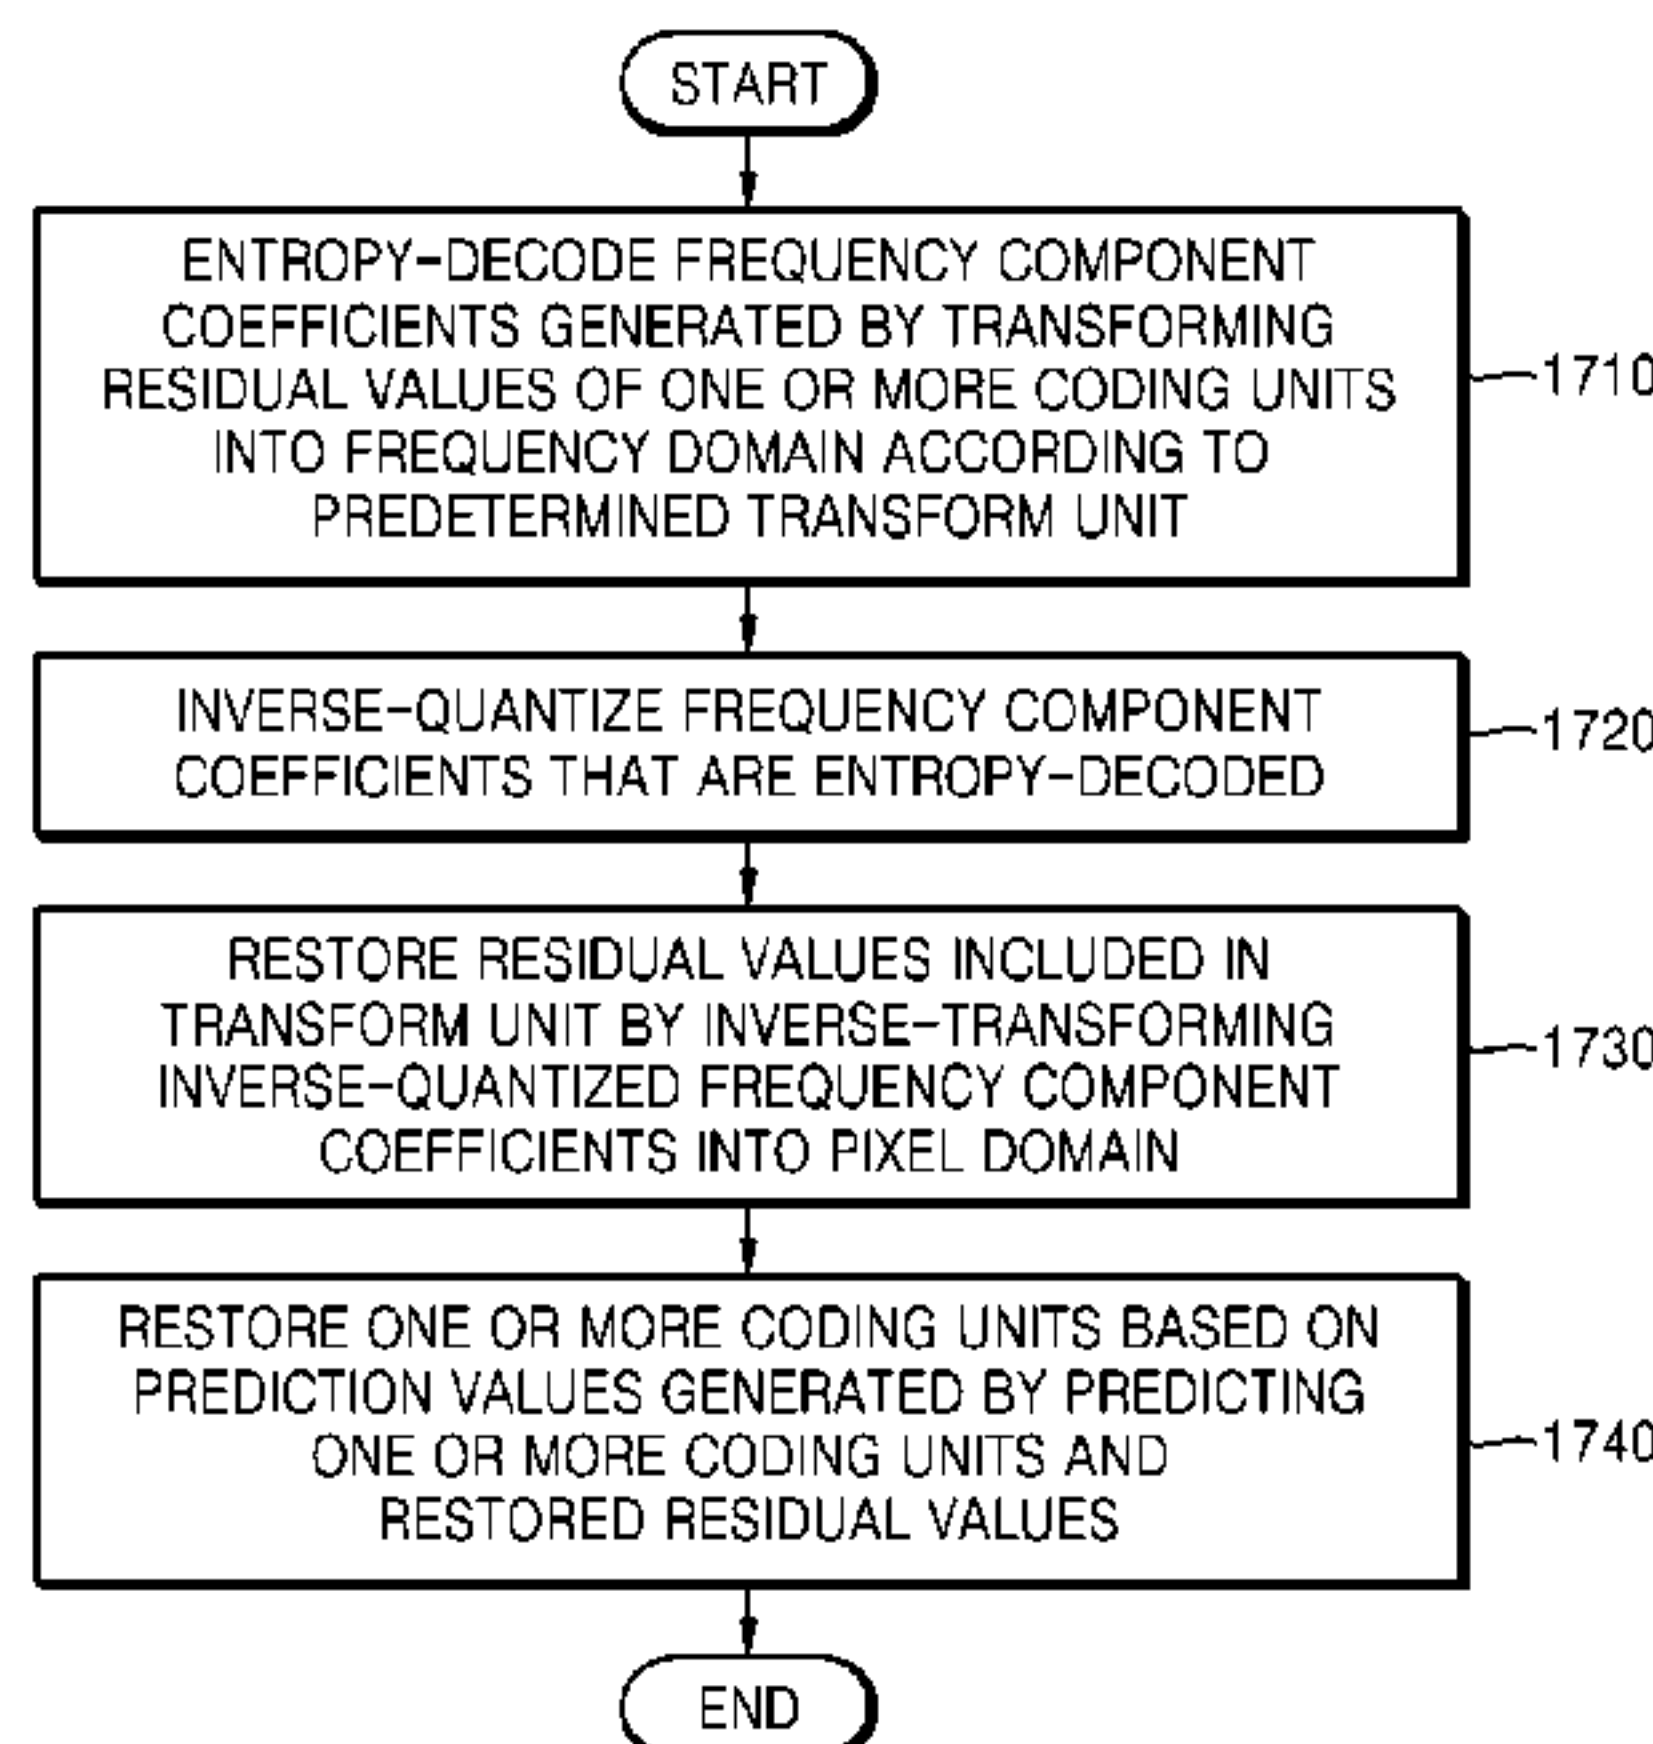 START
ENTROPY-DECODE FREQUENCY COMPONENT
COEFFICIENTS GENERATED BY TRANSFORMING
RESIDUAL VALUES OF ONE OR MORE CODING UNITS
INTO FREQUENCY DOMAIN ACCORDING TO
PREDETERMINED TRANSFORM UNIT
1710
INVERSE-QUANTIZE FREQUENCY COMPONENT
COEFFICIENTS THAT ARE ENTROPY-DECODED
1720
RESTORE RESIDUAL VALUES INCLUDED IN
TRANSFORM UNIT BY INVERSE-TRANSFORMING
INVERSE-QUANTIZED FREQUENCY COMPONENT
COEFFICIENTS INTO PIXEL DOMAIN
1730
RESTORE ONE OR MORE CODING UNITS BASED ON
PREDICTION VALUES GENERATED BY PREDICTING
ONE OR MORE CODING UNITS AND
RESTORED RESIDUAL VALUES
1740
END